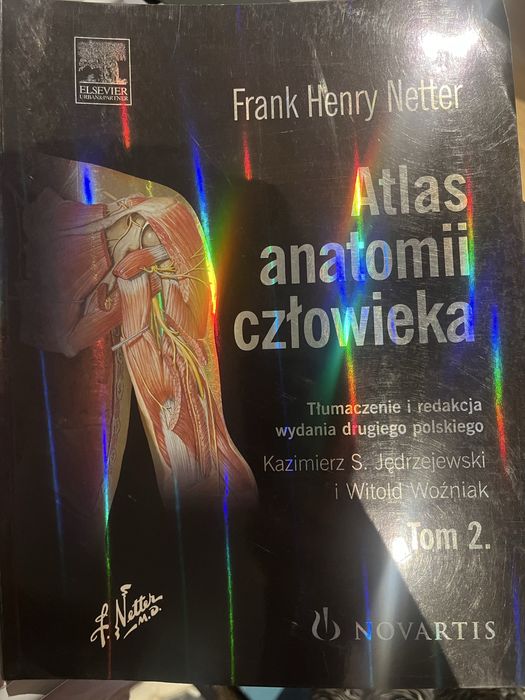 ELSEVIER
URBAN&PARTNER
Frank Henry Netter
Atlas
anatomii
człowieka
Tłumaczenie i redakcja
wydania drugiego polskiego
Kazimierz S. Jędrzejewski
i Witold Woźniak
Tom 2.
F. Netter
M.D.
NOVARTIS